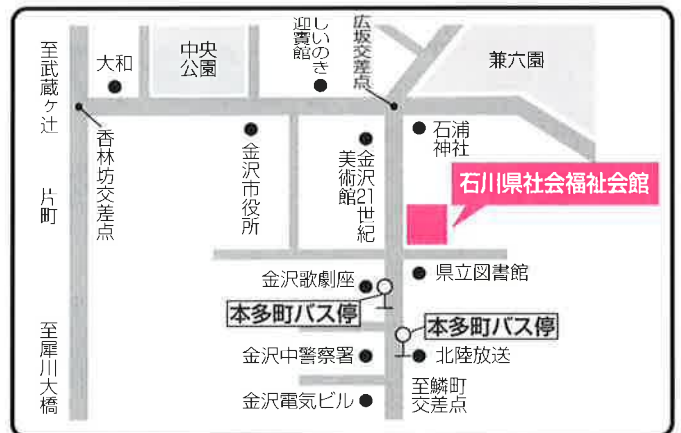 至武蔵ヶ辻
大和
中央
公園
しいのき
迎賓館
広坂交差点
兼六園
香林坊交差点
金沢市役所
金沢21世紀
美術館
石浦
神社
石川県社会福祉会館
片町
金沢歌劇座
県立図書館
本多町バス停
本多町バス停
至犀川大橋
金沢中警察署
北陸放送
金沢電気ビル
至鱗町
交差点